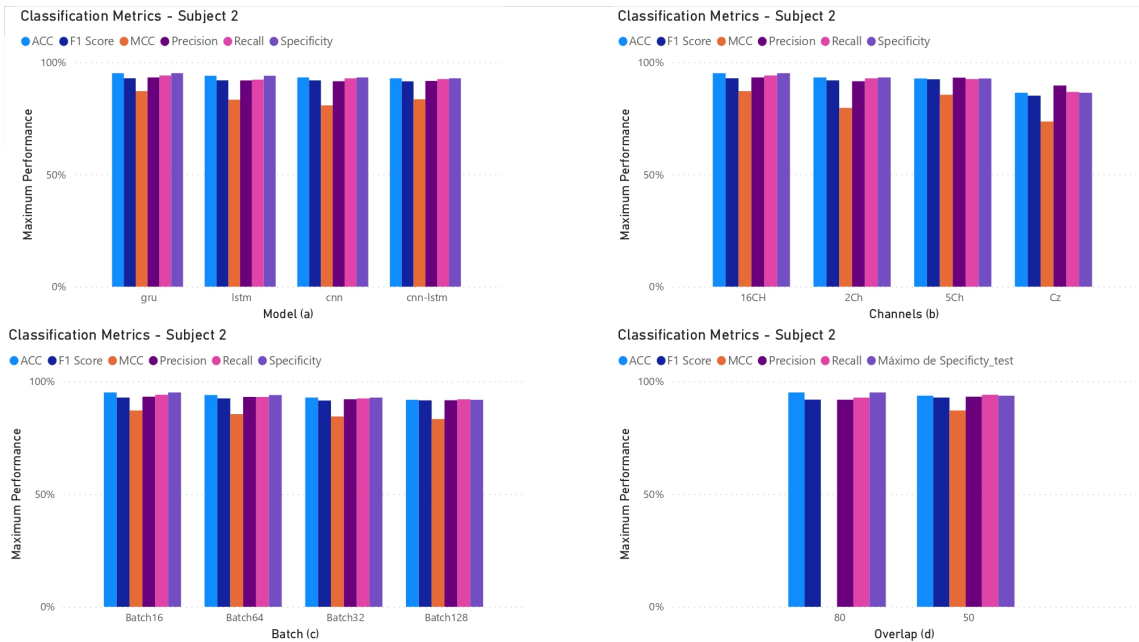 Classification Metrics - Subject 2
ACC F1 Score MCC Precision Recall Specificity
100%
50%
0%
Maximum Performance
gru lstm cnn cnn-lstm
Model (a)
Classification Metrics - Subject 2
ACC F1 Score MCC Precision Recall Specificity
100%
50%
0%
Maximum Performance
16CH 2Ch 5Ch Cz
Channels (b)
Classification Metrics - Subject 2
ACC F1 Score MCC Precision Recall Specificity
100%
50%
0%
Maximum Performance
Batch16 Batch64 Batch32 Batch128
Batch (c)
Classification Metrics - Subject 2
ACC F1 Score MCC Precision Recall Máximo de Specificty_test
100%
50%
0%
Maximum Performance
80 50
Overlap (d)